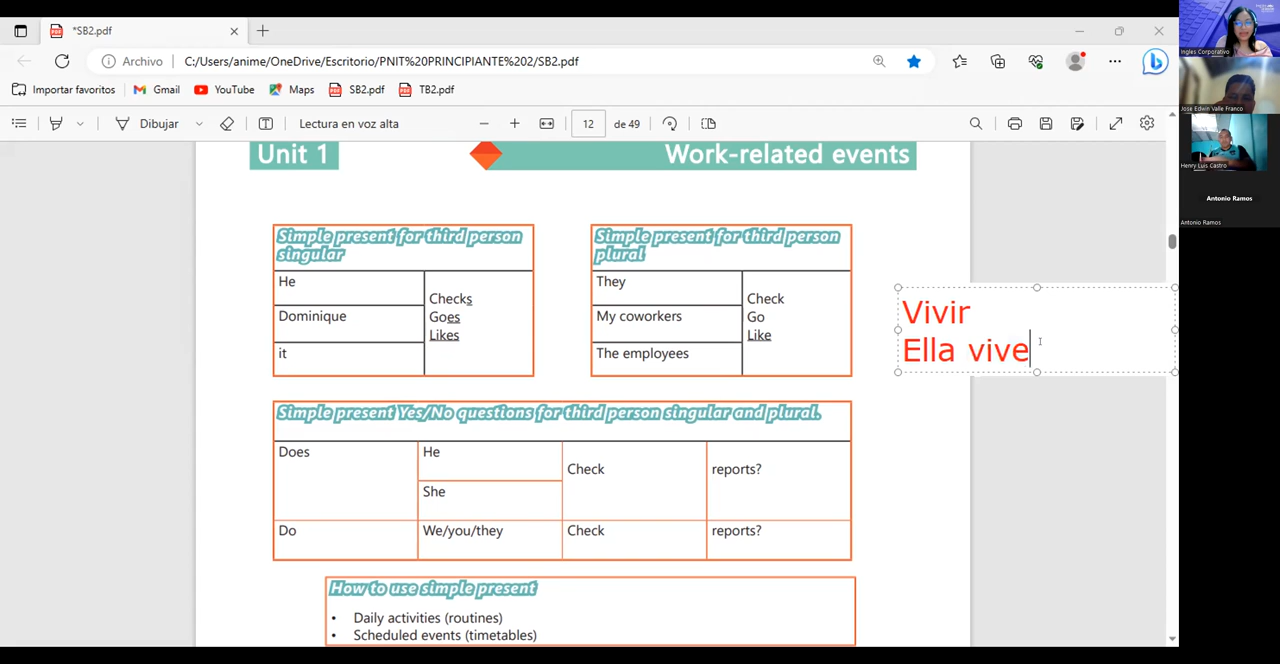 *SB2.pdf
Archivo C:/Users/anime/OneDrive/Escritorio/PNIT%20PRINCIPIANTE%202/SB2.pdf
Importar favoritos Gmail YouTube Maps SB2.pdf TB2.pdf
Dibujar Lectura en voz alta 12 de 49
Unit 1 Work-related events
Simple present for third person
singular
He
Dominique
it
Checks
Goes
Likes
Simple present for third person
plural
They
My coworkers
The employees
Check
Go
Like
Vivir
Ella vive
Simple present Yes/No questions for third person singular and plural.
Does He Check reports?
She
Do We/you/they Check reports?
How to use simple present
• Daily activities (routines)
• Scheduled events (timetables)
Ingles Corporativo
Jose Edwin Valle Franco
Henry Luis Castro
Antonio Ramos
Antonio Ramos